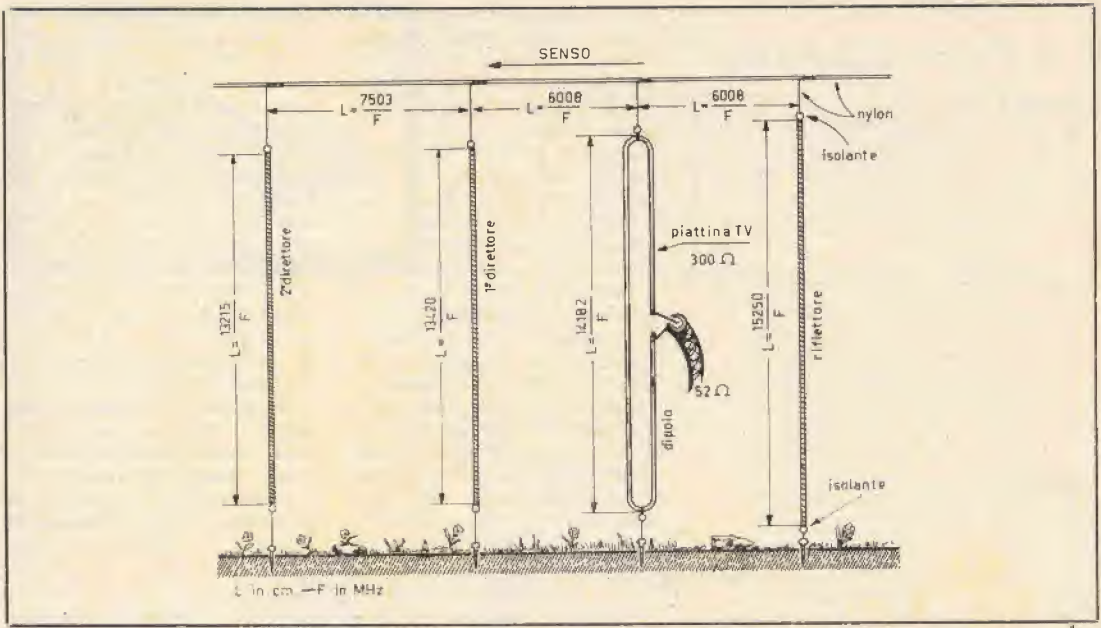 SENSO
L= 7503
F
L= 6008
F
L= 6008
F
nylon
isolante
L= 13215
F
2° direttore
L= 13420
F
1° direttore
L= 14182
F
dipolo
piattina TV
300 Ω
52 Ω
L= 15250
F
riflettore
isolante
L in cm — F in MHz